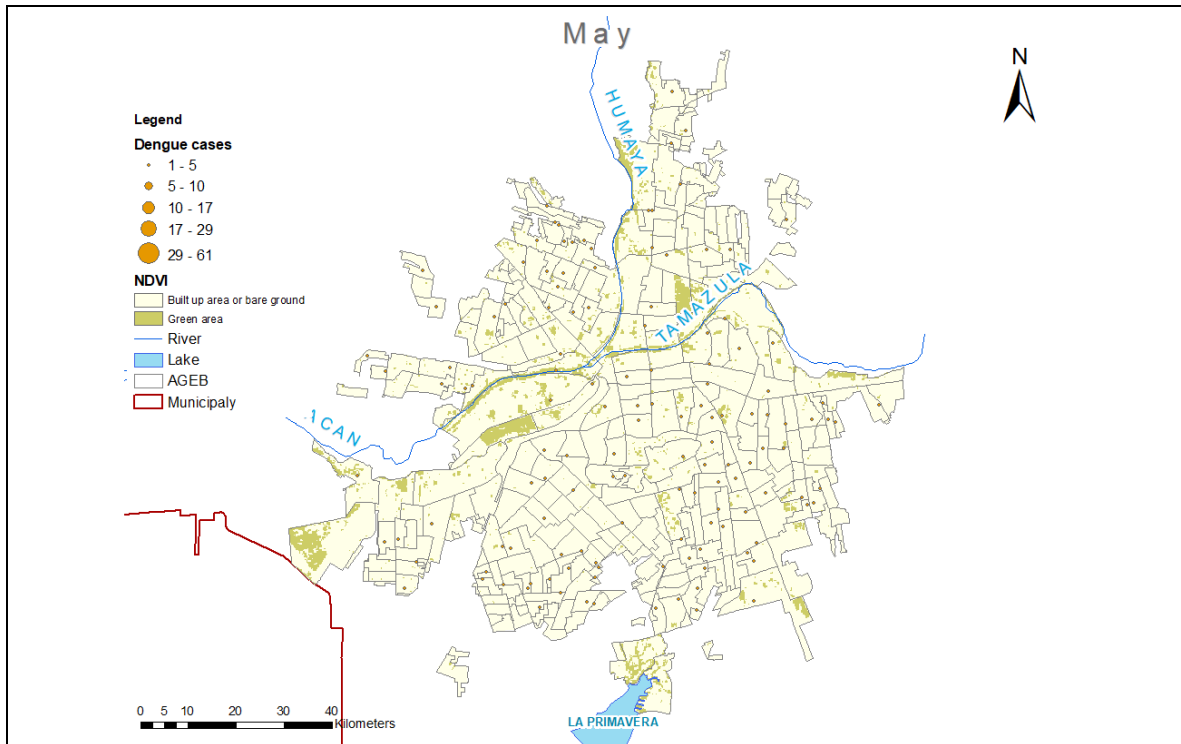 May
N
HUMAYA
Legend
Dengue cases
1 - 5
5 - 10
10 - 17
17 - 29
29 - 61
NDVI
Built up area or bare ground
Green area
River
Lake
AGEB
Municipaly
TAMAZULA
ACAN
LA PRIMAVERA
0 5 10 20 30 40
Kilometers